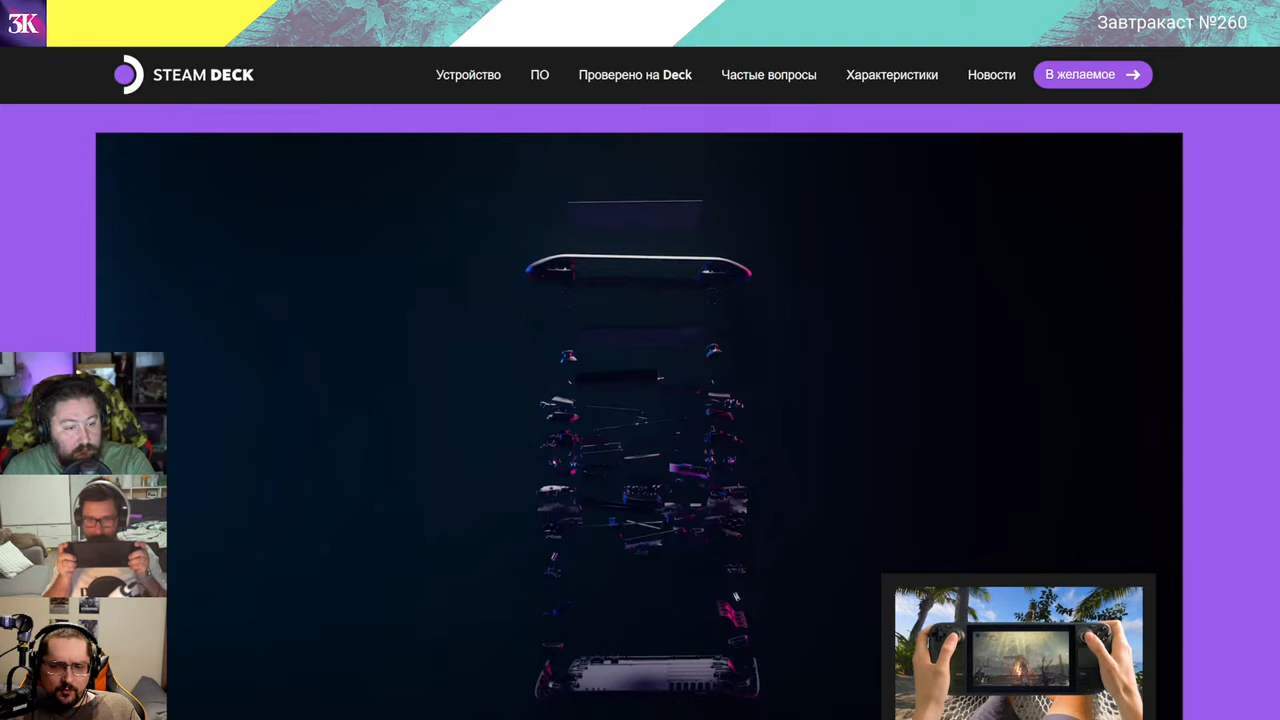 ЗК
Завтракаст №260
STEAM DECK
Устройство
ПО
Проверено на Deck
Частые вопросы
Характеристики
Новости
В желаемое